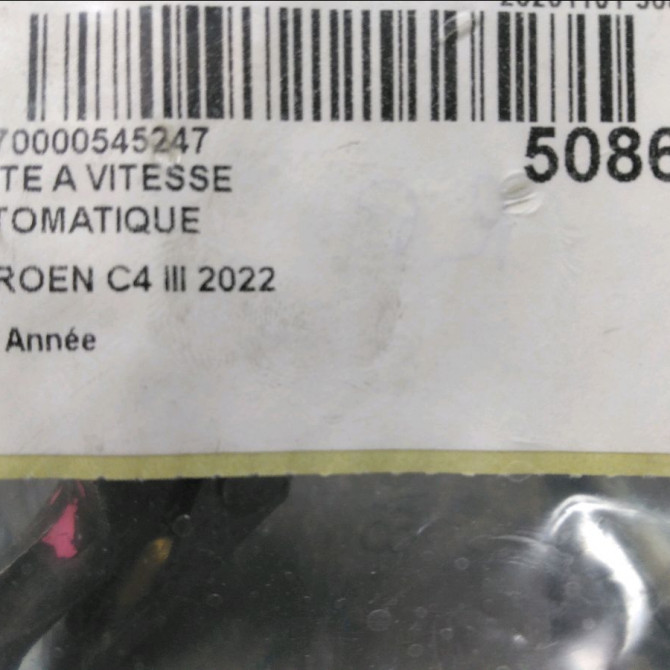 70000545247
5086
TE A VITESSE
TOMATIQUE
ROEN C4 III 2022
Année